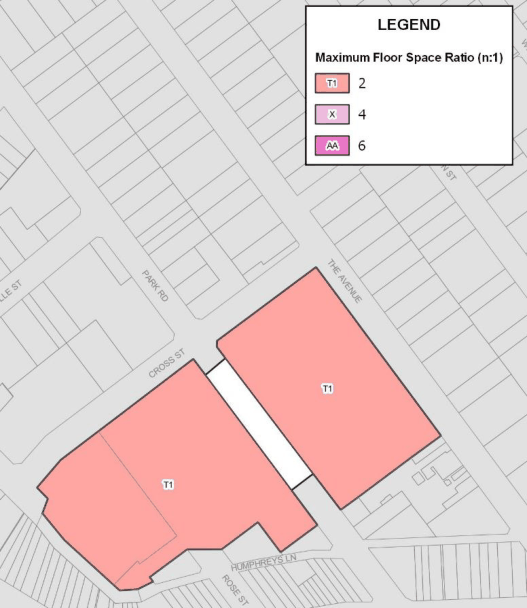 LEGEND
Maximum Floor Space Ratio (n:1)
T1 2
X 4
AA 6
THE AVENUE
PARK RD
CROSS ST
T1
T1
HUMPHREYS LN
ROSE ST